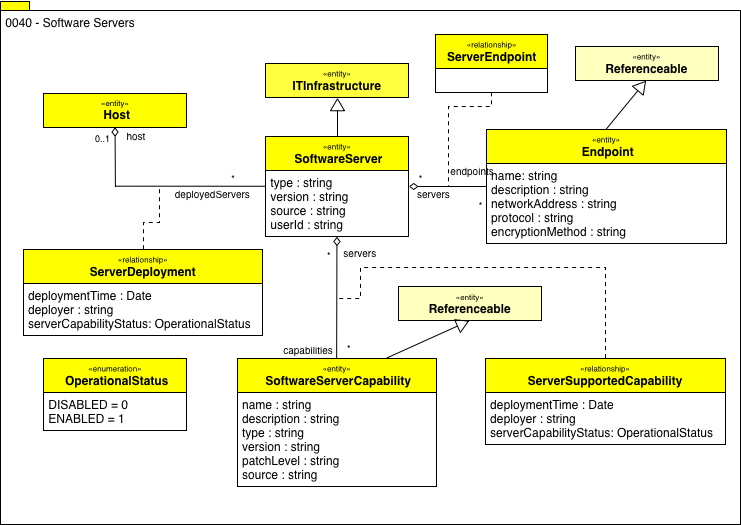 0040 - Software Servers
«relationship»
ServerEndpoint
«entity»
Referenceable
«entity»
ITInfrastructure
«entity»
Host
0..1
host
«entity»
SoftwareServer
type : string
version : string
source : string
userId : string
«entity»
Endpoint
name: string
description : string
networkAddress : string
protocol : string
encryptionMethod : string
*
deployedServers
*
servers
endpoints
*
«relationship»
ServerDeployment
deploymentTime : Date
deployer : string
serverCapabilityStatus: OperationalStatus
*
servers
«entity»
Referenceable
capabilities
*
«enumeration»
OperationalStatus
DISABLED = 0
ENABLED = 1
«entity»
SoftwareServerCapability
name : string
description : string
type : string
version : string
patchLevel : string
source : string
«relationship»
ServerSupportedCapability
deploymentTime : Date
deployer : string
serverCapabilityStatus: OperationalStatus